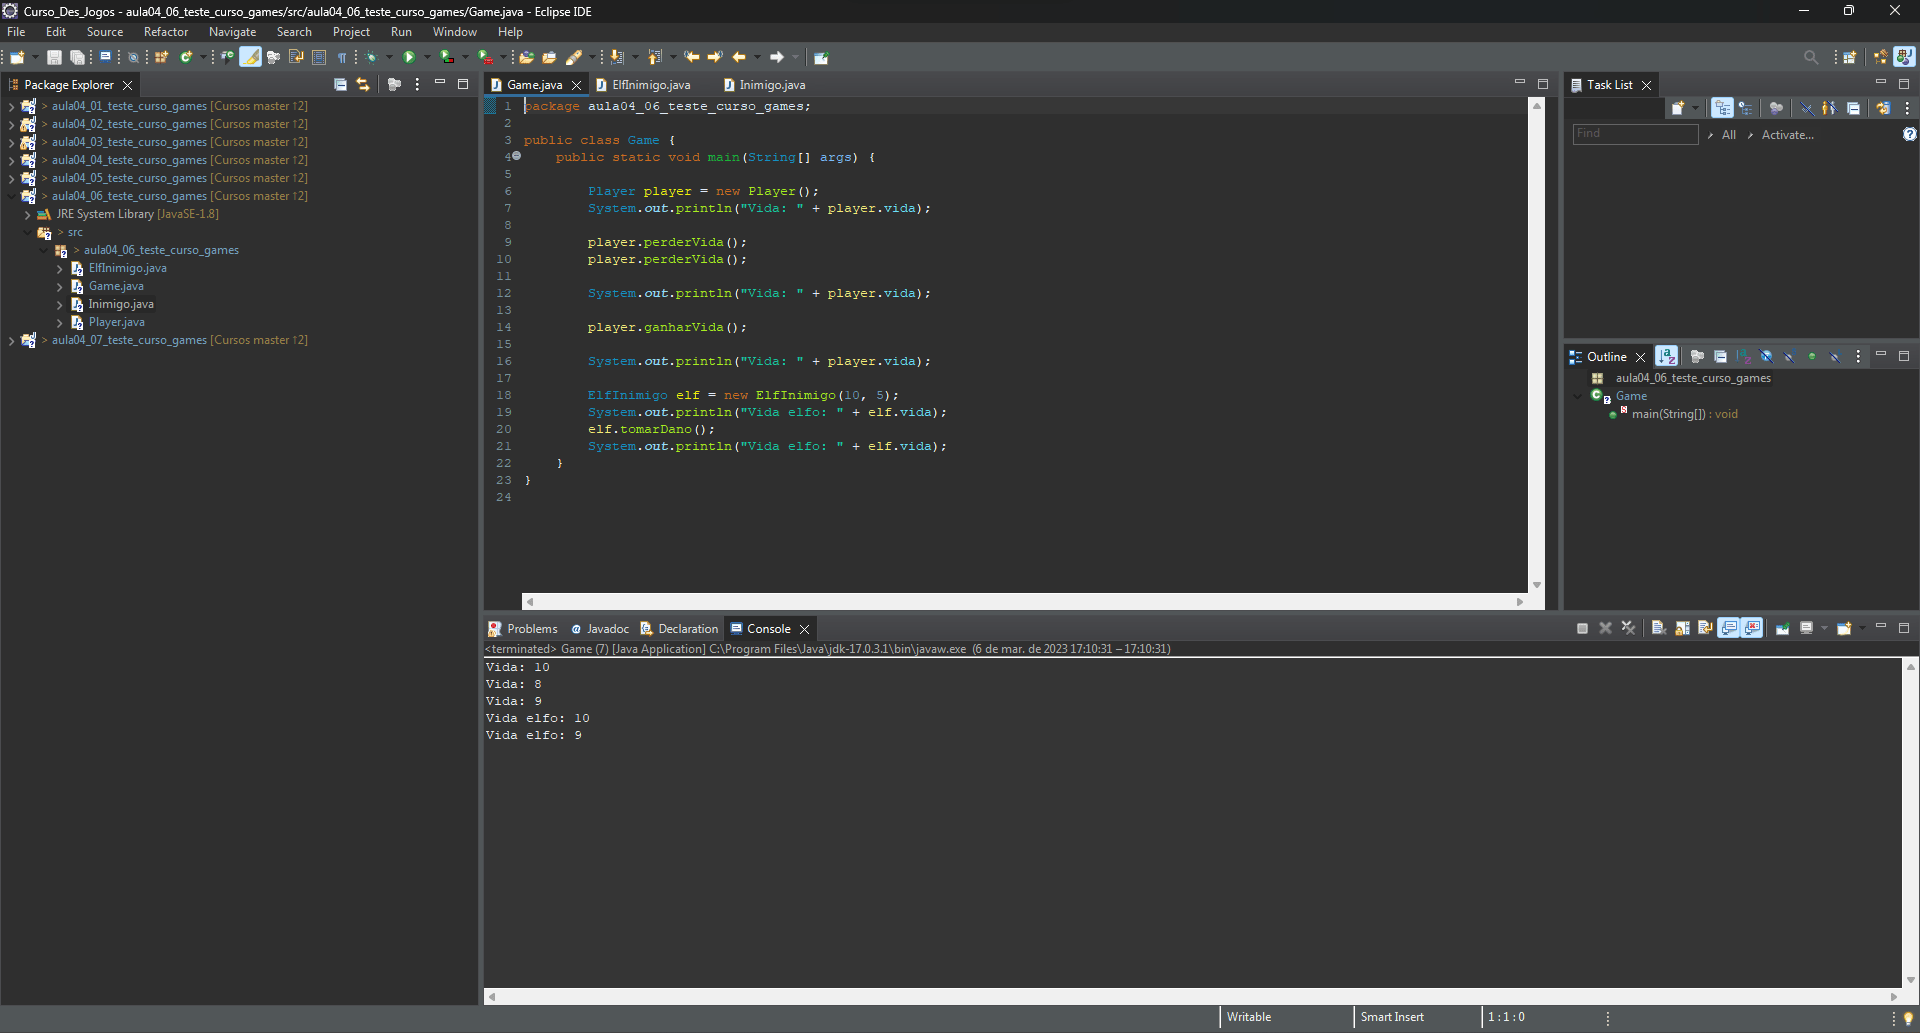 Curso_Des_Jogos - aula04_06_teste_curso_games/src/aula04_06_teste_curso_games/Game.java - Eclipse IDE
File Edit Source Refactor Navigate Search Project Run Window Help
Package Explorer
> aula04_01_teste_curso_games [Cursos master ↑2]
> aula04_02_teste_curso_games [Cursos master ↑2]
> aula04_03_teste_curso_games [Cursos master ↑2]
> aula04_04_teste_curso_games [Cursos master ↑2]
> aula04_05_teste_curso_games [Cursos master ↑2]
> aula04_06_teste_curso_games [Cursos master ↑2]
JRE System Library [JavaSE-1.8]
> src
> aula04_06_teste_curso_games
ElfInimigo.java
Game.java
Inimigo.java
Player.java
> aula04_07_teste_curso_games [Cursos master ↑2]
Game.java ElfInimigo.java Inimigo.java
1 package aula04_06_teste_curso_games;
2
3 public class Game {
4 public static void main(String[] args) {
5
6 Player player = new Player();
7 System.out.println("Vida: " + player.vida);
8
9 player.perderVida();
10 player.perderVida();
11
12 System.out.println("Vida: " + player.vida);
13
14 player.ganharVida();
15
16 System.out.println("Vida: " + player.vida);
17
18 ElfInimigo elf = new ElfInimigo(10, 5);
19 System.out.println("Vida elfo: " + elf.vida);
20 elf.tomarDano();
21 System.out.println("Vida elfo: " + elf.vida);
22 }
23 }
24
Task List
Find All Activate...
Outline
aula04_06_teste_curso_games
Game
main(String[]) : void
Problems @ Javadoc Declaration Console
<terminated> Game (7) [Java Application] C:\Program Files\Java\jdk-17.0.3.1\bin\javaw.exe (6 de mar. de 2023 17:10:31 – 17:10:31)
Vida: 10
Vida: 8
Vida: 9
Vida elfo: 10
Vida elfo: 9
Writable Smart Insert 1 : 1 : 0